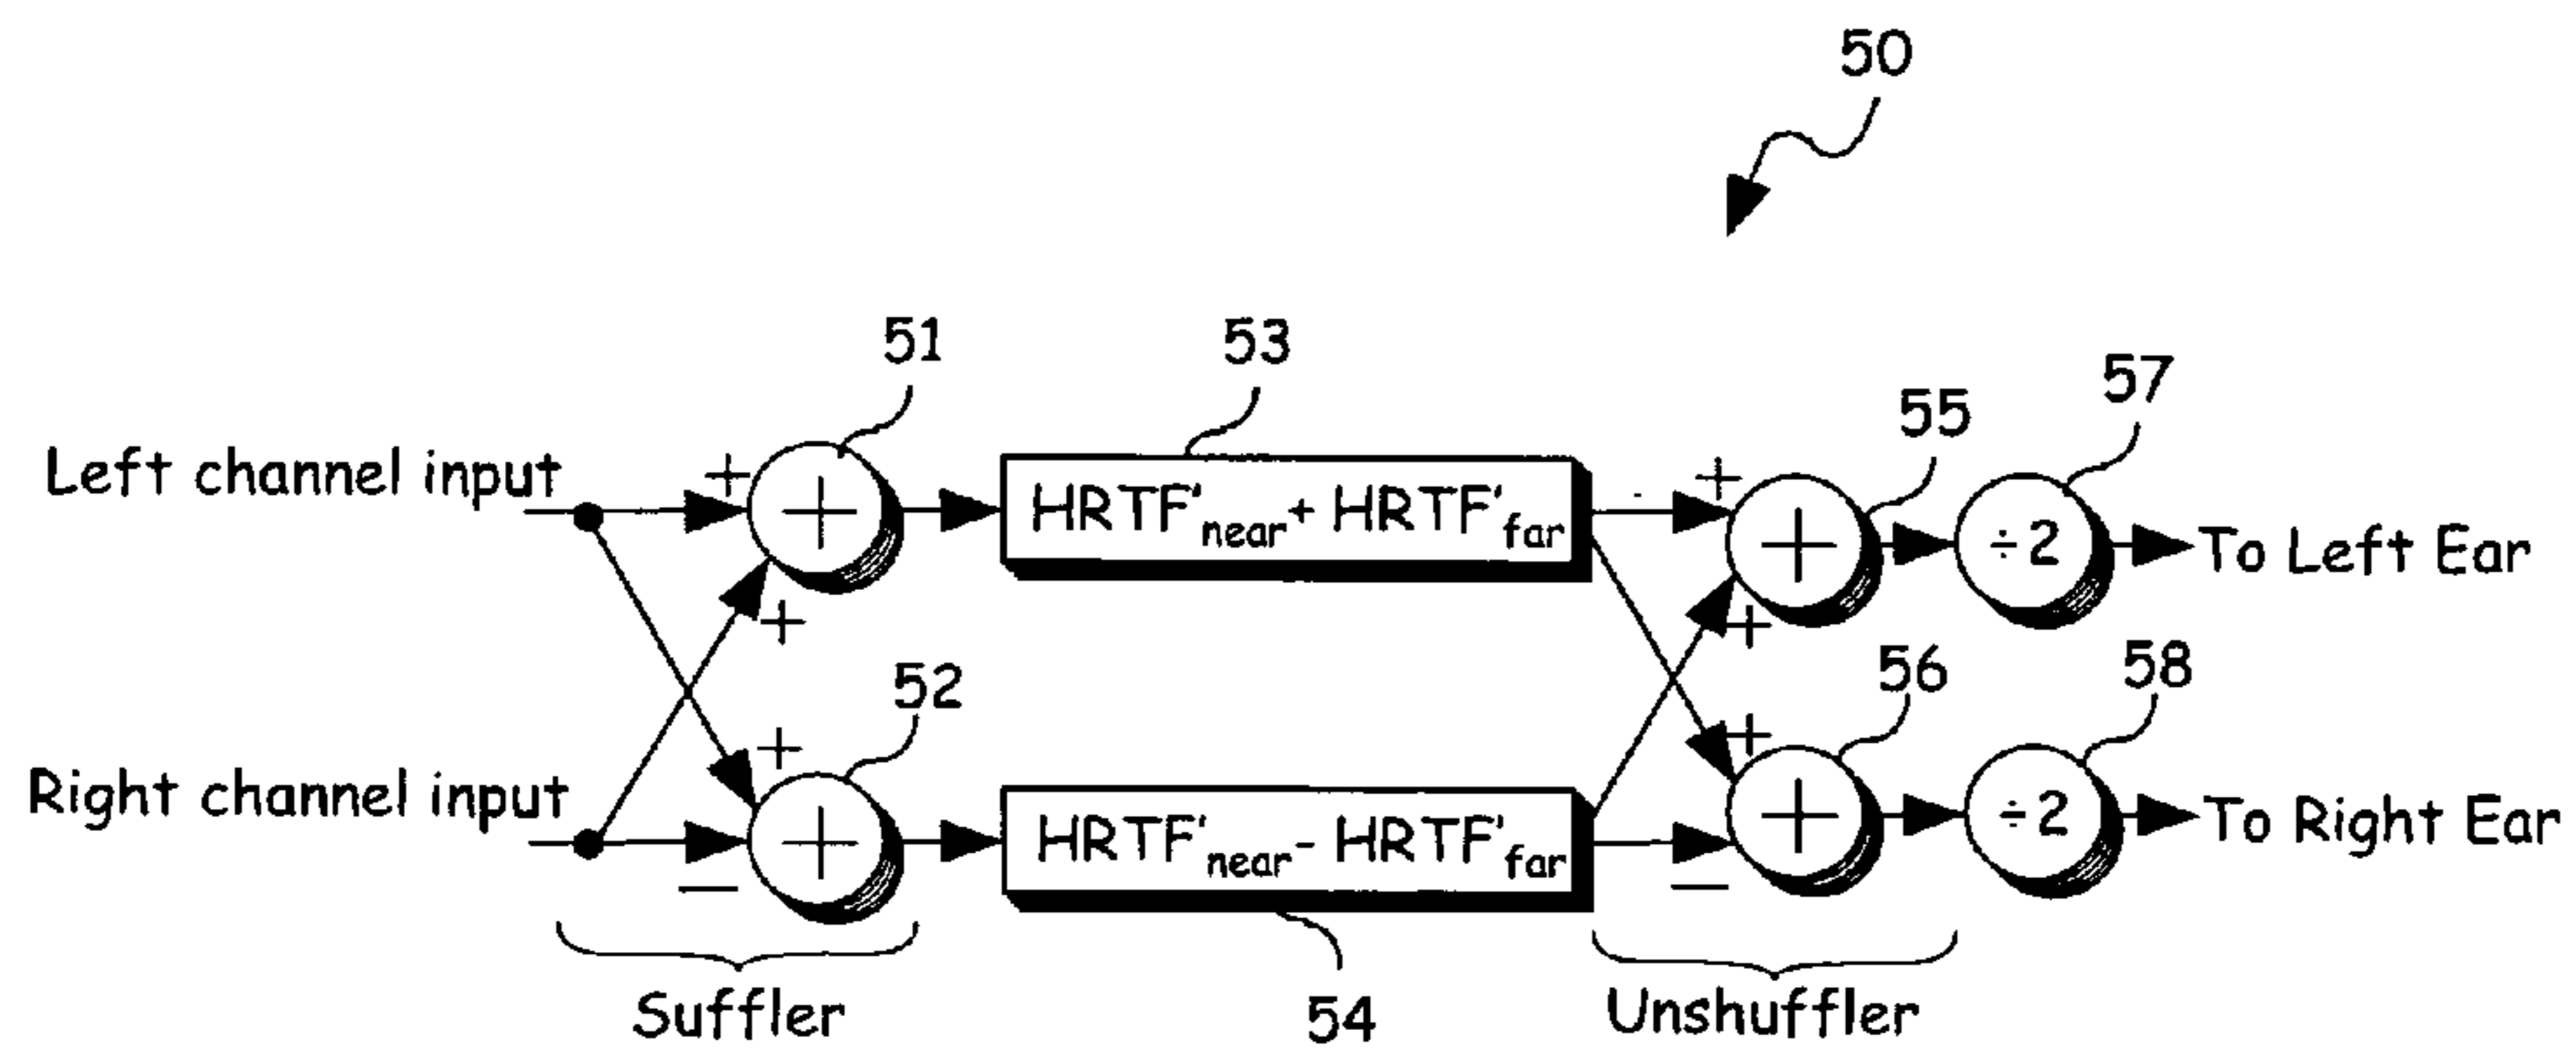 50
51
53
57
55
Left channel input
+
+
HRTF'near + HRTF'far
+
+
÷2
To Left Ear
+
+
52
56
58
+
+
Right channel input
+
HRTF'near - HRTF'far
+
÷2
To Right Ear
−
−
Suffler
54
Unshuffler